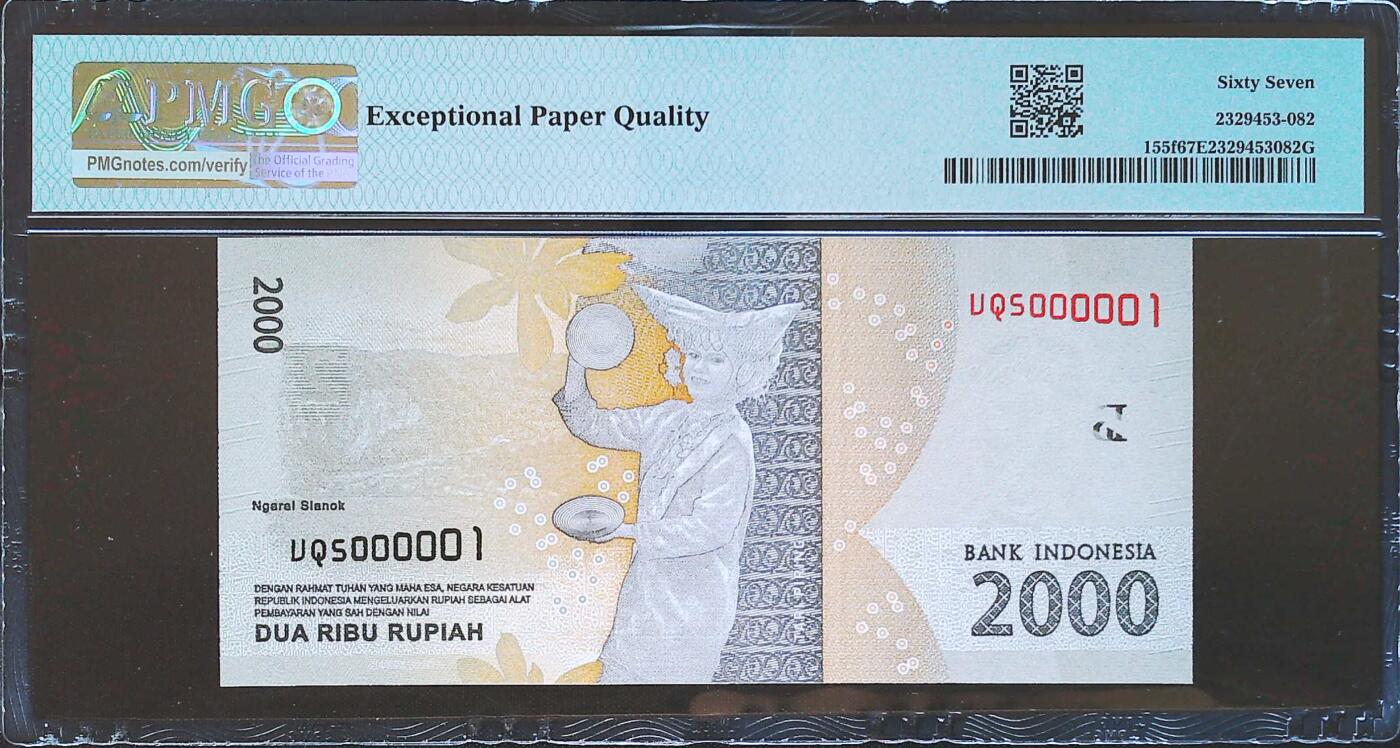 PMG
PMGnotes.com/verify
The Official Grading
Service of the
Exceptional Paper Quality
Sixty Seven
2329453-082
155f67E2329453082G
2000
UQS000001
Ngarai Sianok
UQS000001
DENGAN RAHMAT TUHAN YANG MAHA ESA, NEGARA KESATUAN
REPUBLIK INDONESIA MENGELUARKAN RUPIAH SEBAGAI ALAT
PEMBAYARAN YANG SAH DENGAN NILAI
DUA RIBU RUPIAH
BANK INDONESIA
2000